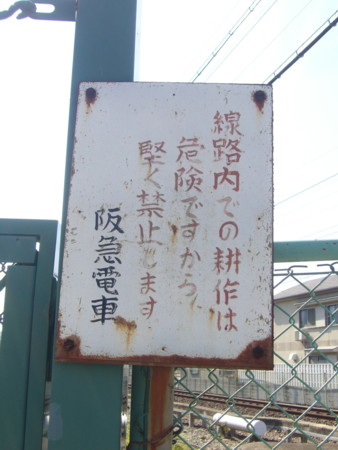 線路内での耕作は
危険ですから
堅く禁止します
阪急電車